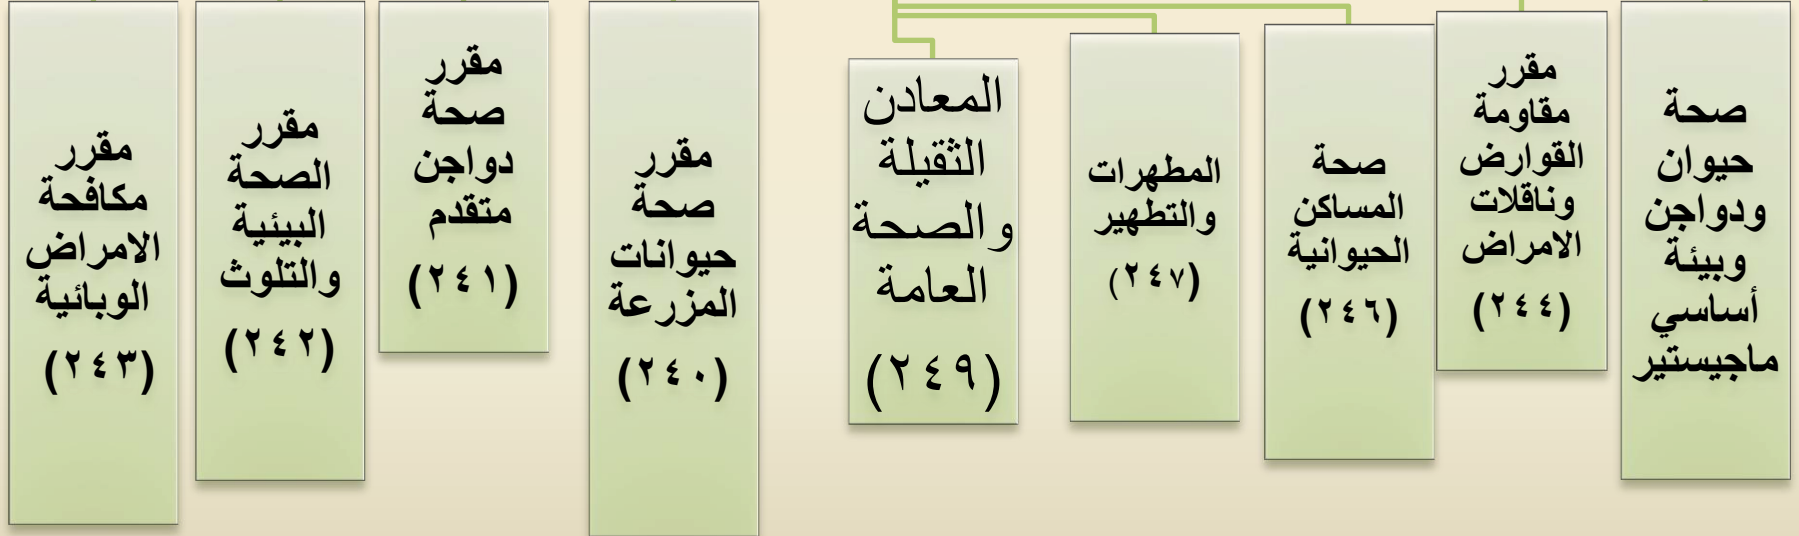 صحة
حيوان
ودواجن
وبيئة
أساسي
ماجيستير
مقرر
مقاومة
القوارض
وناقلات
الامراض
(٢٤٤)
صحة
المساكن
الحيوانية
(٢٤٦)
المطهرات
والتطهير
(٢٤٧)
المعادن
الثقيلة
والصحة
العامة
(٢٤٩)
مقرر
صحة
حيوانات
المزرعة
(٢٤٠)
مقرر
صحة
دواجن
متقدم
(٢٤١)
مقرر
الصحة
البيئية
والتلوث
(٢٤٢)
مقرر
مكافحة
الامراض
الوبائية
(٢٤٣)